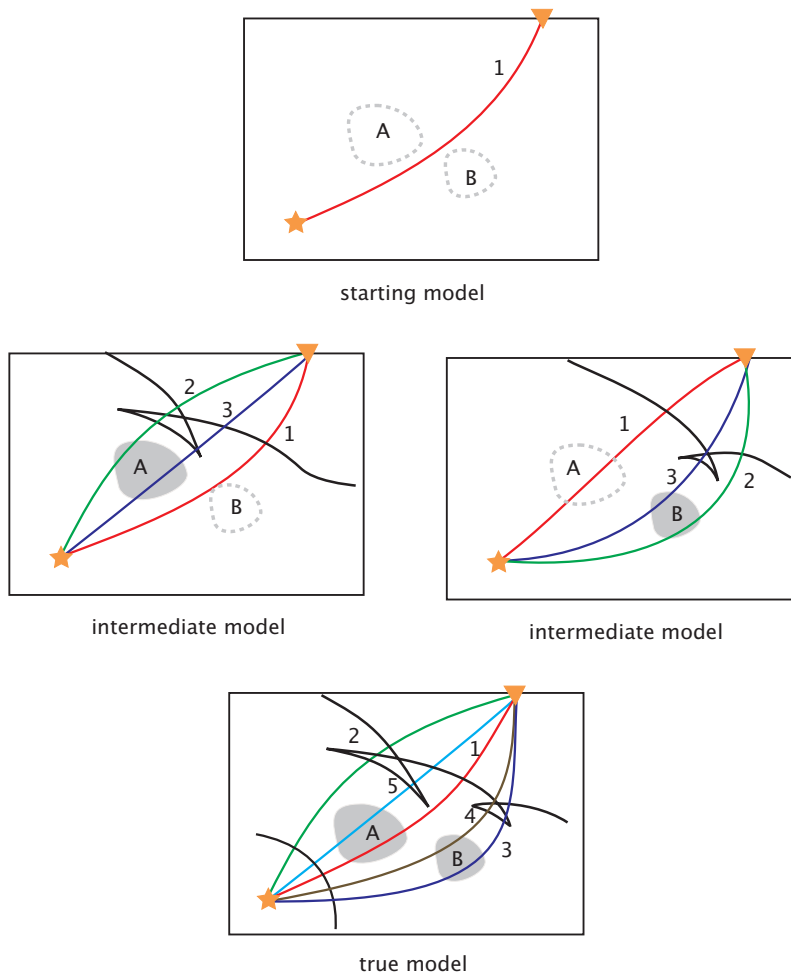 1
A
B
starting model
2
3
1
A
B
intermediate model
1
A
3
2
B
intermediate model
2
1
5
4
A
3
B
true model